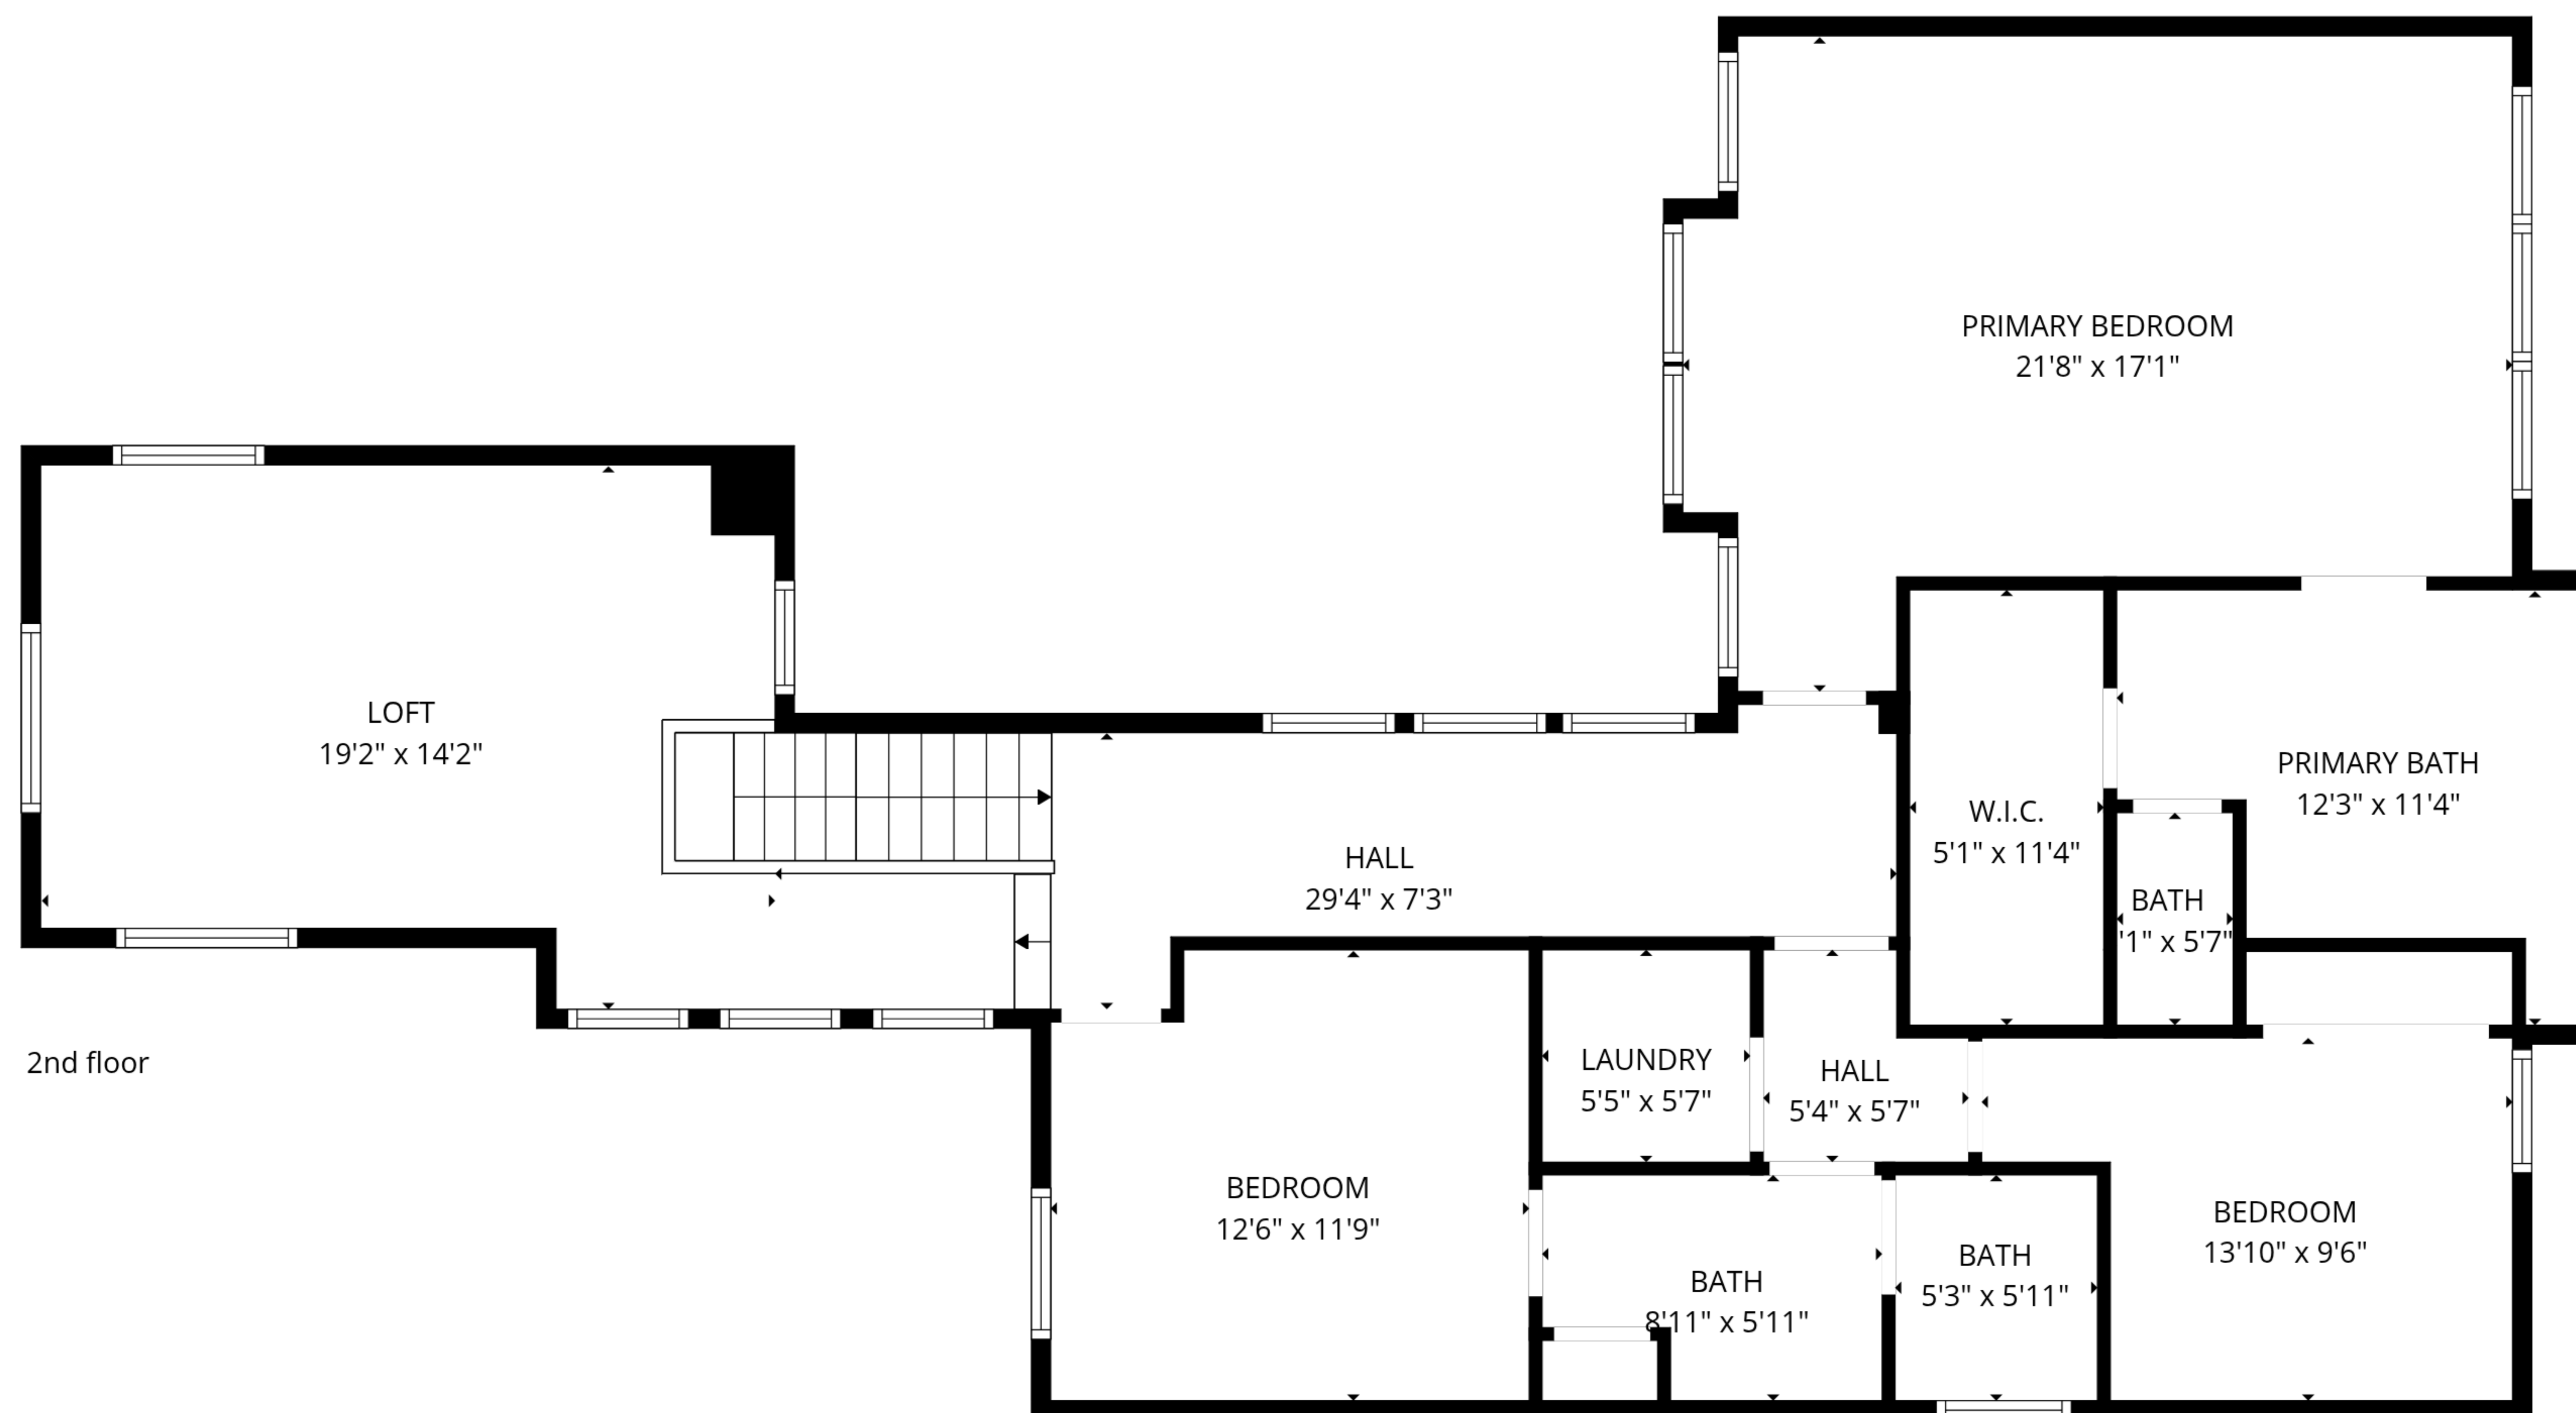 PRIMARY BEDROOM
21'8" x 17'1"
LOFT
19'2" x 14'2"
HALL
29'4" x 7'3"
W.I.C.
5'1" x 11'4"
PRIMARY BATH
12'3" x 11'4"
BATH
'1" x 5'7"
2nd floor
LAUNDRY
5'5" x 5'7"
HALL
5'4" x 5'7"
BEDROOM
12'6" x 11'9"
BATH
8'11" x 5'11"
BATH
5'3" x 5'11"
BEDROOM
13'10" x 9'6"